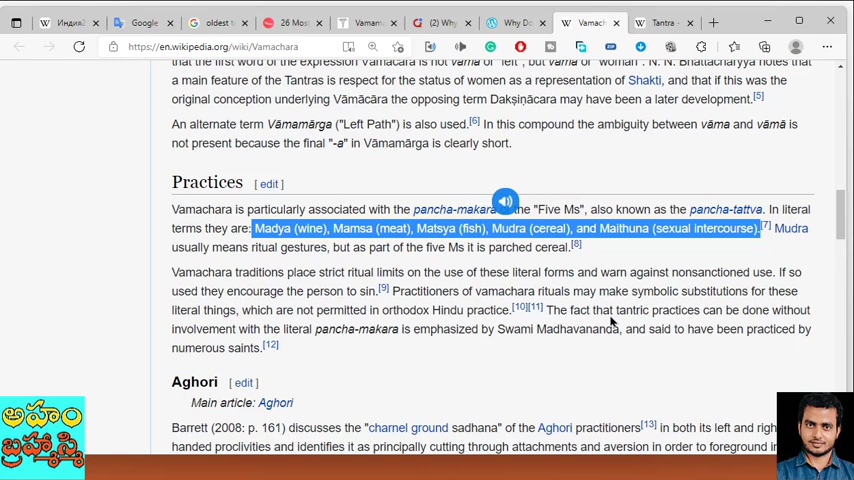 Индия2
Google
oldest t
26 Most
Vamam
(2) Why
Why Do
Vamach
Tantra -
https://en.wikipedia.org/wiki/Vamachara
that the first word of the expression Vāmācāra is not vāma or 'left', but vāmā or 'woman'. N. N. Bhattacharyya notes that
a main feature of the Tantras is respect for the status of women as a representation of Shakti, and that if this was the
original conception underlying Vāmācāra the opposing term Dakṣiṇācara may have been a later development.[5]
An alternate term Vāmamārga ("Left Path") is also used.[6] In this compound the ambiguity between vāma and vāmā is
not present because the final "-a" in Vāmamārga is clearly short.
Practices [ edit ]
Vamachara is particularly associated with the pancha-makara the "Five Ms", also known as the pancha-tattva. In literal
terms they are: Madya (wine), Mamsa (meat), Matsya (fish), Mudra (cereal), and Maithuna (sexual intercourse).[7] Mudra
usually means ritual gestures, but as part of the five Ms it is parched cereal.[8]
Vamachara traditions place strict ritual limits on the use of these literal forms and warn against nonsanctioned use. If so
used they encourage the person to sin.[9] Practitioners of vamachara rituals may make symbolic substitutions for these
literal things, which are not permitted in orthodox Hindu practice.[10][11] The fact that tantric practices can be done without
involvement with the literal pancha-makara is emphasized by Swami Madhavananda, and said to have been practiced by
numerous saints.[12]
Aghori [ edit ]
Main article: Aghori
Barrett (2008: p. 161) discusses the "charnel ground sadhana" of the Aghori practitioners[13] in both its left and righ
handed proclivities and identifies it as principally cutting through attachments and aversion in order to foreground in
అహం
బ్రహ్మాస్మి